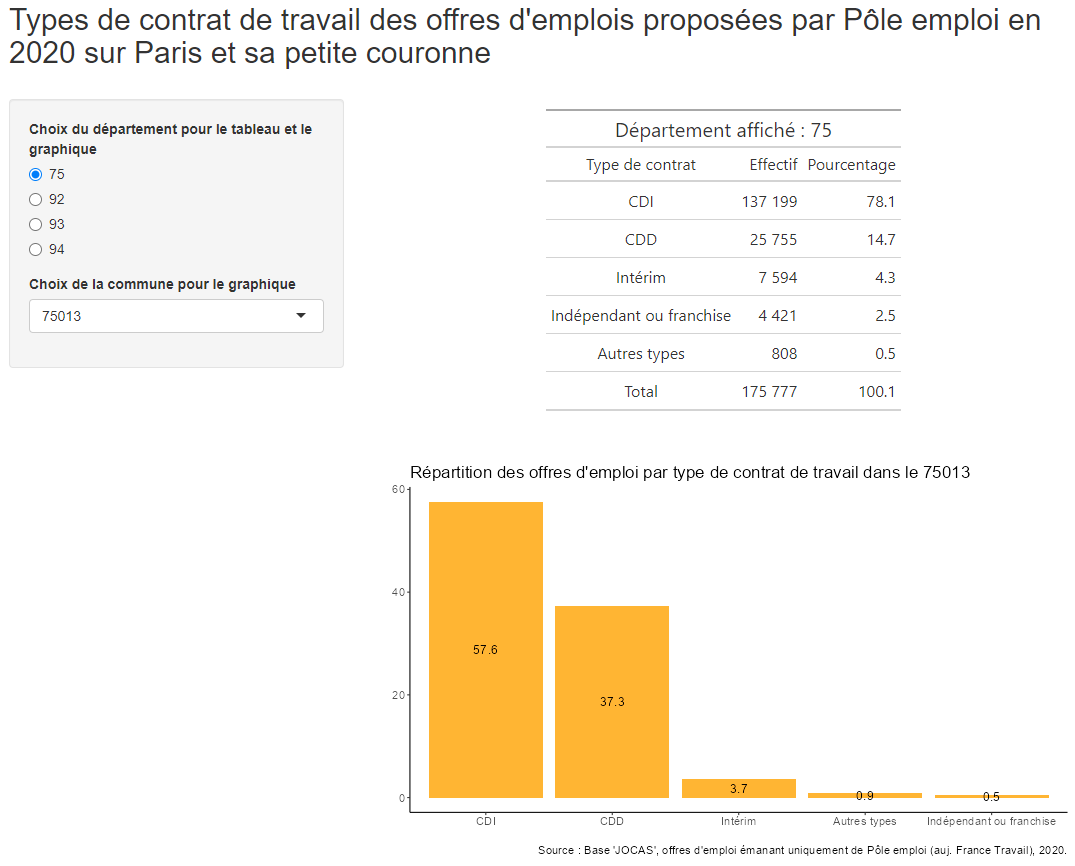 Types de contrat de travail des offres d'emplois proposées par Pôle emploi en
2020 sur Paris et sa petite couronne
Choix du département pour le tableau et le
graphique
75
92
93
94
Choix de la commune pour le graphique
75013
Département affiché : 75
Type de contrat Effectif Pourcentage
CDI 137 199 78.1
CDD 25 755 14.7
Intérim 7 594 4.3
Indépendant ou franchise 4 421 2.5
Autres types 808 0.5
Total 175 777 100.1
Répartition des offres d'emploi par type de contrat de travail dans le 75013
60
40
20
0
57.6
37.3
3.7
0.9
0.5
CDI CDD Intérim Autres types Indépendant ou franchise
Source : Base 'JOCAS', offres d'emploi émanant uniquement de Pôle emploi (auj. France Travail), 2020.